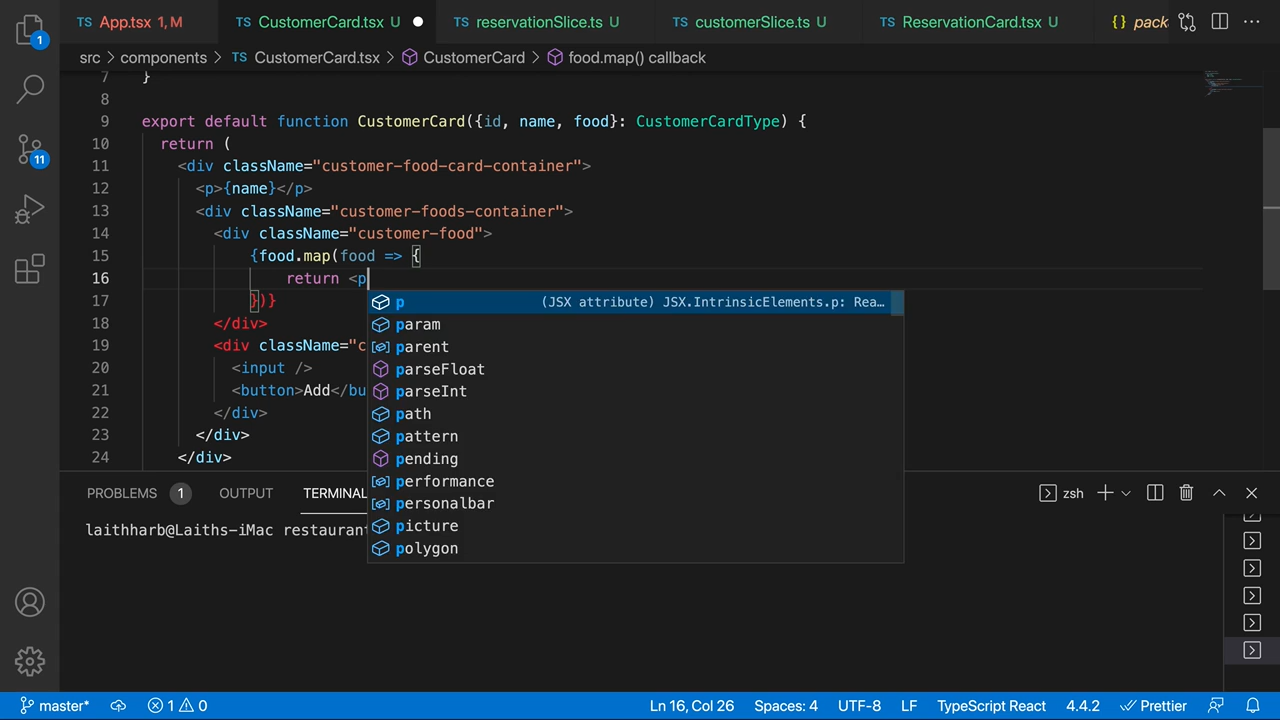 TS App.tsx 1, M TS CustomerCard.tsx U TS reservationSlice.ts U TS customerSlice.ts U TS ReservationCard.tsx U {} pack
1
src > components > TS CustomerCard.tsx > CustomerCard > food.map() callback
7 }
8
9 export default function CustomerCard({id, name, food}: CustomerCardType) {
10 return (
11 <div className="customer-food-card-container">
12 <p>{name}</p>
13 <div className="customer-foods-container">
14 <div className="customer-food">
15 {food.map(food => {
16 return <p
17 })}
18 </div>
19 <div className="c
20 <input />
21 <button>Add</bu
22 </div>
23 </div>
24 </div>
11
p (JSX attribute) JSX.IntrinsicElements.p: Rea…
param
parent
parseFloat
parseInt
path
pattern
pending
performance
personalbar
picture
polygon
PROBLEMS 1 OUTPUT TERMINAL zsh
laithharb@Laiths-iMac restaurant
master* 1 0 Ln 16, Col 26 Spaces: 4 UTF-8 LF TypeScript React 4.4.2 Prettier